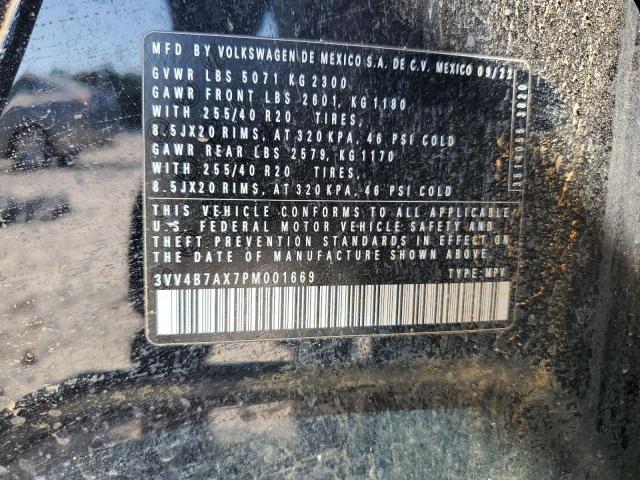 MFD BY VOLKSWAGEN DE MEXICO S.A. DE C.V. MEXICO 09/22
GVWR LBS 5071 KG 2300
GAWR FRONT LBS 2601, KG 1180
WITH 255/40 R20 TIRES,
8.5JX20 RIMS, AT 320 KPA, 46 PSI COLD
GAWR REAR LBS 2579, KG 1170
WITH 255/40 R20 TIRES,
8.5JX20 RIMS, AT 320 KPA, 46 PSI COLD
THIS VEHICLE CONFORMS TO ALL APPLICABLE
U.S. FEDERAL MOTOR VEHICLE SAFETY AND
THEFT PREVENTION STANDARDS IN EFFECT ON
THE DATE OF MANUFACTURE SHOWN ABOVE.
3VV4B7AX7PM001669 TYPE-MPV